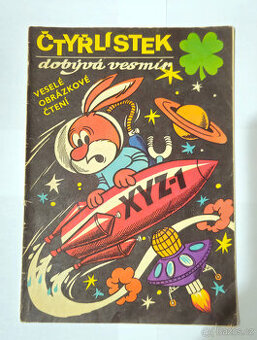 ČTYŘLÍSTEK
dobývá vesmír
VESELÉ
OBRÁZKOVÉ
ČTENÍ
XYZ-1